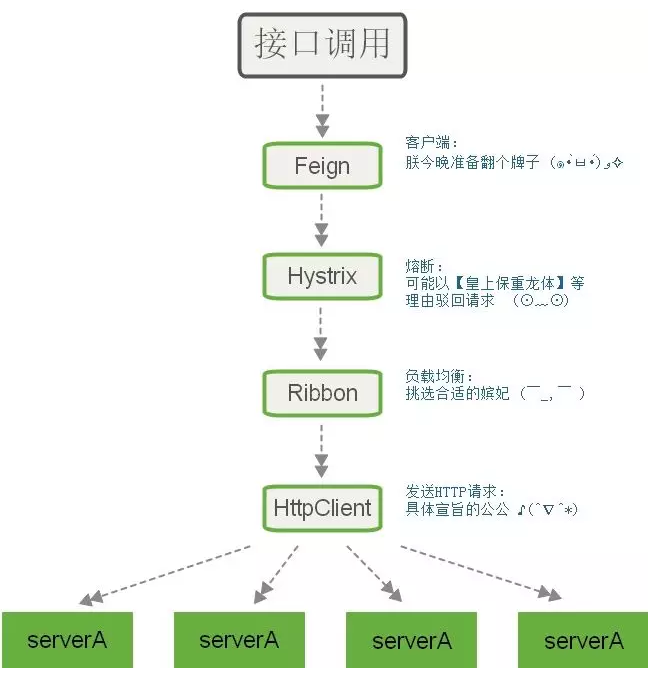 接口调用
Feign
客户端:
朕今晚准备翻个牌子 (๑•̀ㅂ•́)و✧
Hystrix
熔断:
可能以【皇上保重龙体】等
理由驳回请求 (⊙﹏⊙)
Ribbon
负载均衡:
挑选合适的嫔妃 (￣_,￣ )
HttpClient
发送HTTP请求:
具体宣旨的公公 ♪(^∇^*)
serverA
serverA
serverA
serverA